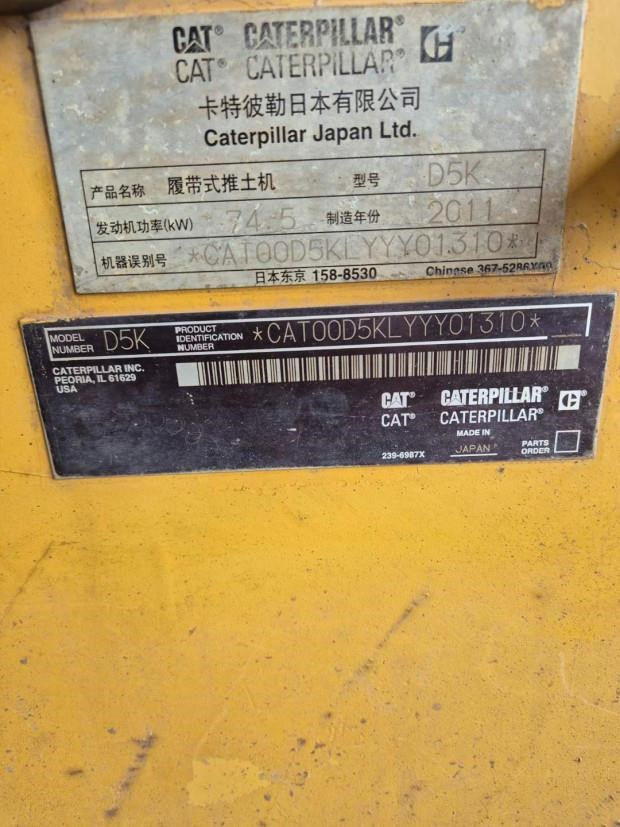 CAT® CATERPILLAR®
CAT® CATERPILLAR®
卡特彼勒日本有限公司
Caterpillar Japan Ltd.
产品名称 履带式推土机 型号 D5K
发动机功率(kW) 74.5 制造年份 2011
机器误别号 *CAT00D5KLYYY01310*
日本东京 158-8530 Chinese 367-5286X00
MODEL NUMBER D5K PRODUCT IDENTIFICATION NUMBER *CAT00D5KLYYY01310*
CATERPILLAR INC.
PEORIA, IL 61629
USA
CAT® CATERPILLAR®
CAT® CATERPILLAR®
MADE IN
239-6987X JAPAN PARTS ORDER